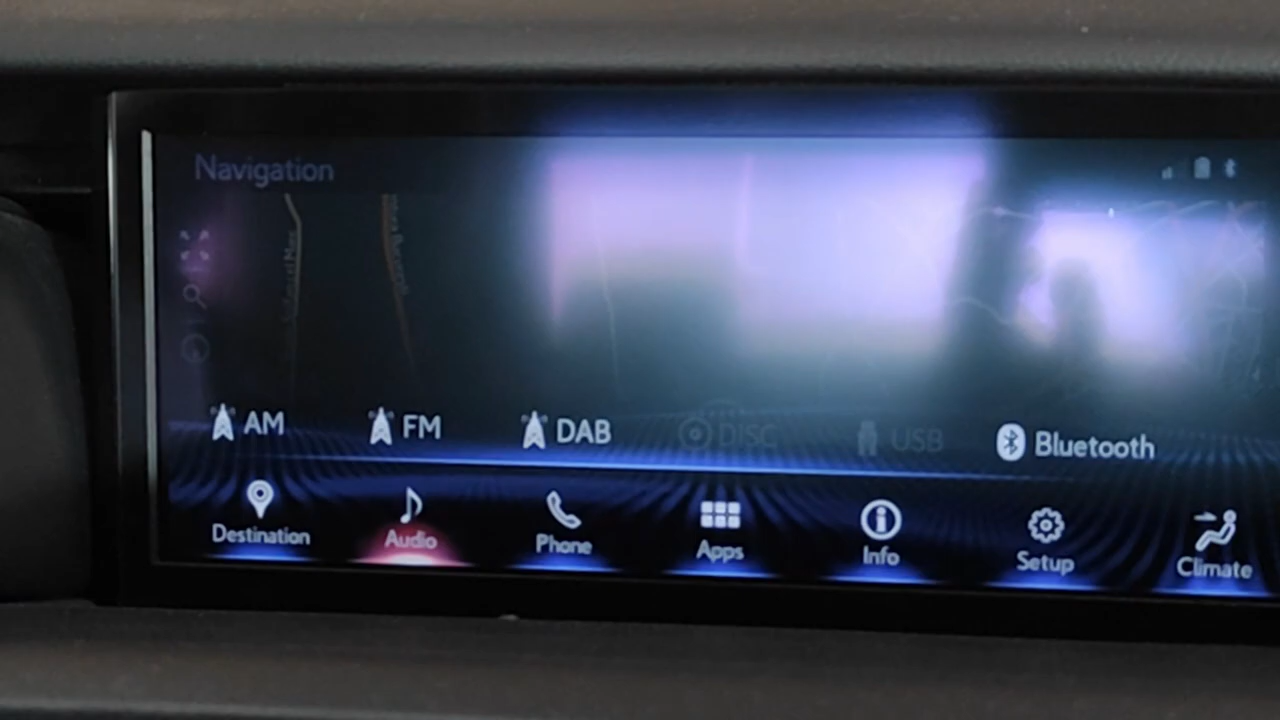 Navigation
AM
FM
DAB
DISC
USB
Bluetooth
Destination
Audio
Phone
Apps
Info
Setup
Climate